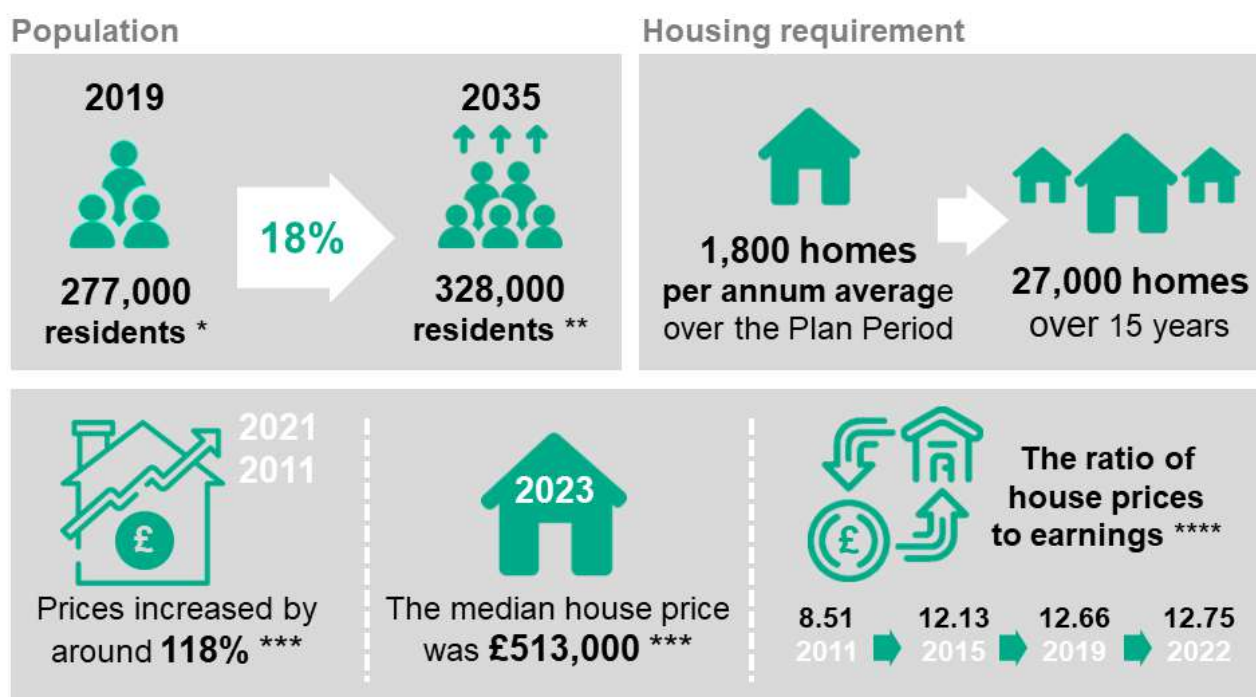 Population
2019
277,000
residents *
18%
2035
328,000
residents **
Housing requirement
1,800 homes
per annum average
over the Plan Period
27,000 homes
over 15 years
2021
2011
£
Prices increased by
around 118% ***
2023
The median house price
was £513,000 ***
£
The ratio of
house prices
to earnings ****
8.51 12.13 12.66 12.75
2011 2015 2019 2022